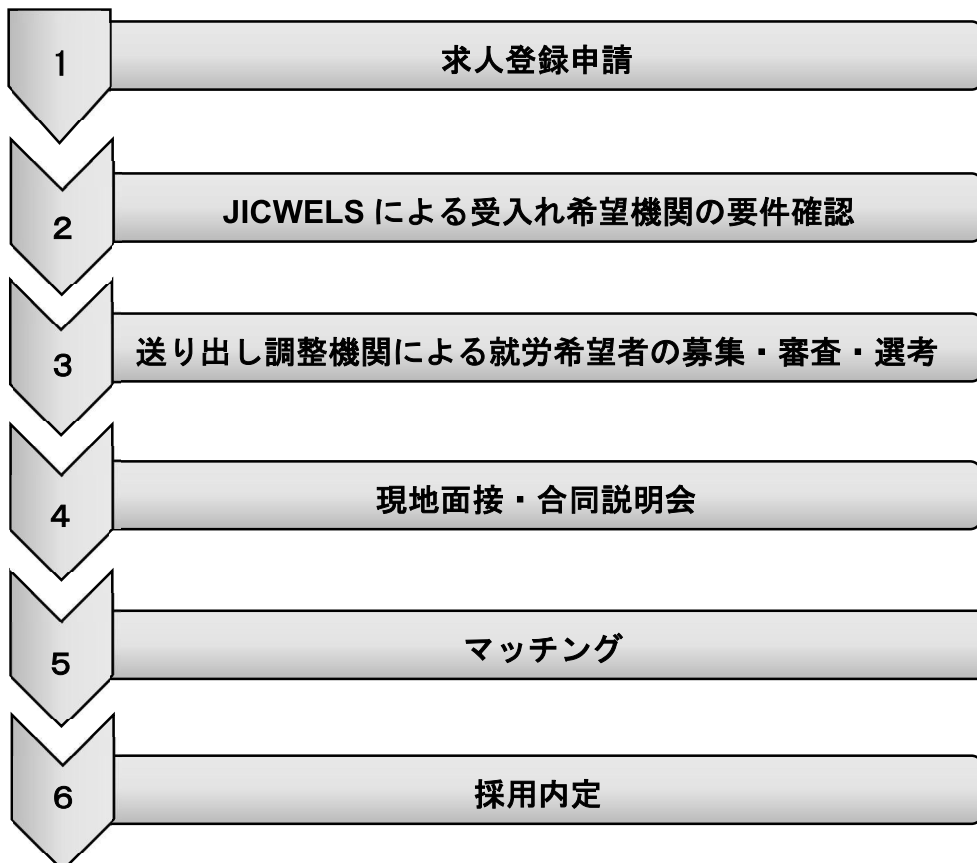 1 求人登録申請
2 JICWELS による受入れ希望機関の要件確認
3 送り出し調整機関による就労希望者の募集・審査・選考
4 現地面接・合同説明会
5 マッチング
6 採用内定